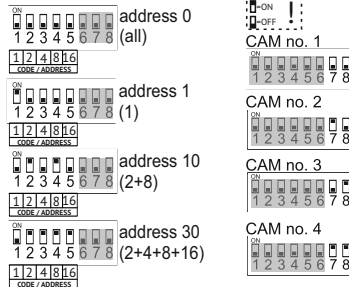 ON
address 0
1 2 3 4 5 6 7 8
(all)
1 2 4 8 16
CODE / ADDRESS
ON
address 1
1 2 3 4 5 6 7 8
(1)
1 2 4 8 16
CODE / ADDRESS
ON
address 10
1 2 3 4 5 6 7 8
(2+8)
1 2 4 8 16
CODE / ADDRESS
ON
address 30
1 2 3 4 5 6 7 8
(2+4+8+16)
1 2 4 8 16
CODE / ADDRESS
-ON !
-OFF
CAM no. 1
ON
1 2 3 4 5 6 7 8
CAM no. 2
ON
1 2 3 4 5 6 7 8
CAM no. 3
ON
1 2 3 4 5 6 7 8
CAM no. 4
ON
1 2 3 4 5 6 7 8